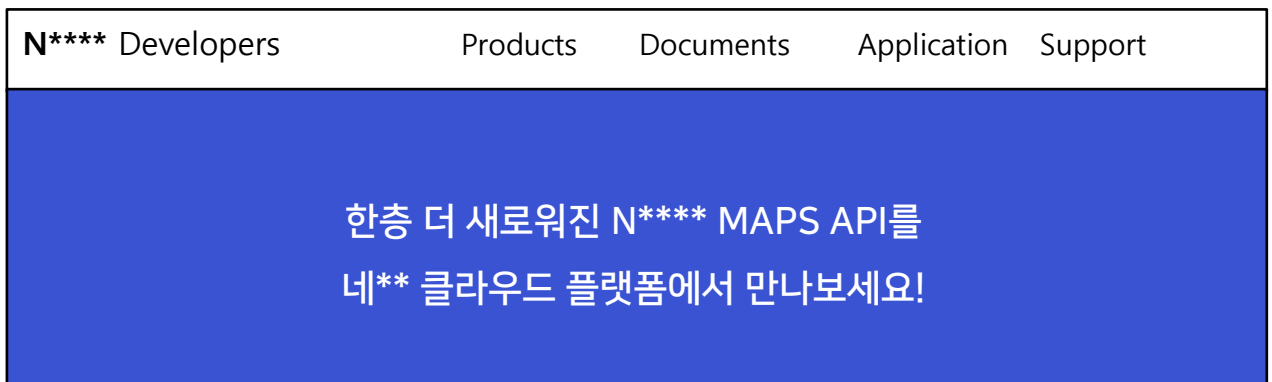 N**** Developers Products Documents Application Support
한층 더 새로워진 N**** MAPS API를
네** 클라우드 플랫폼에서 만나보세요!